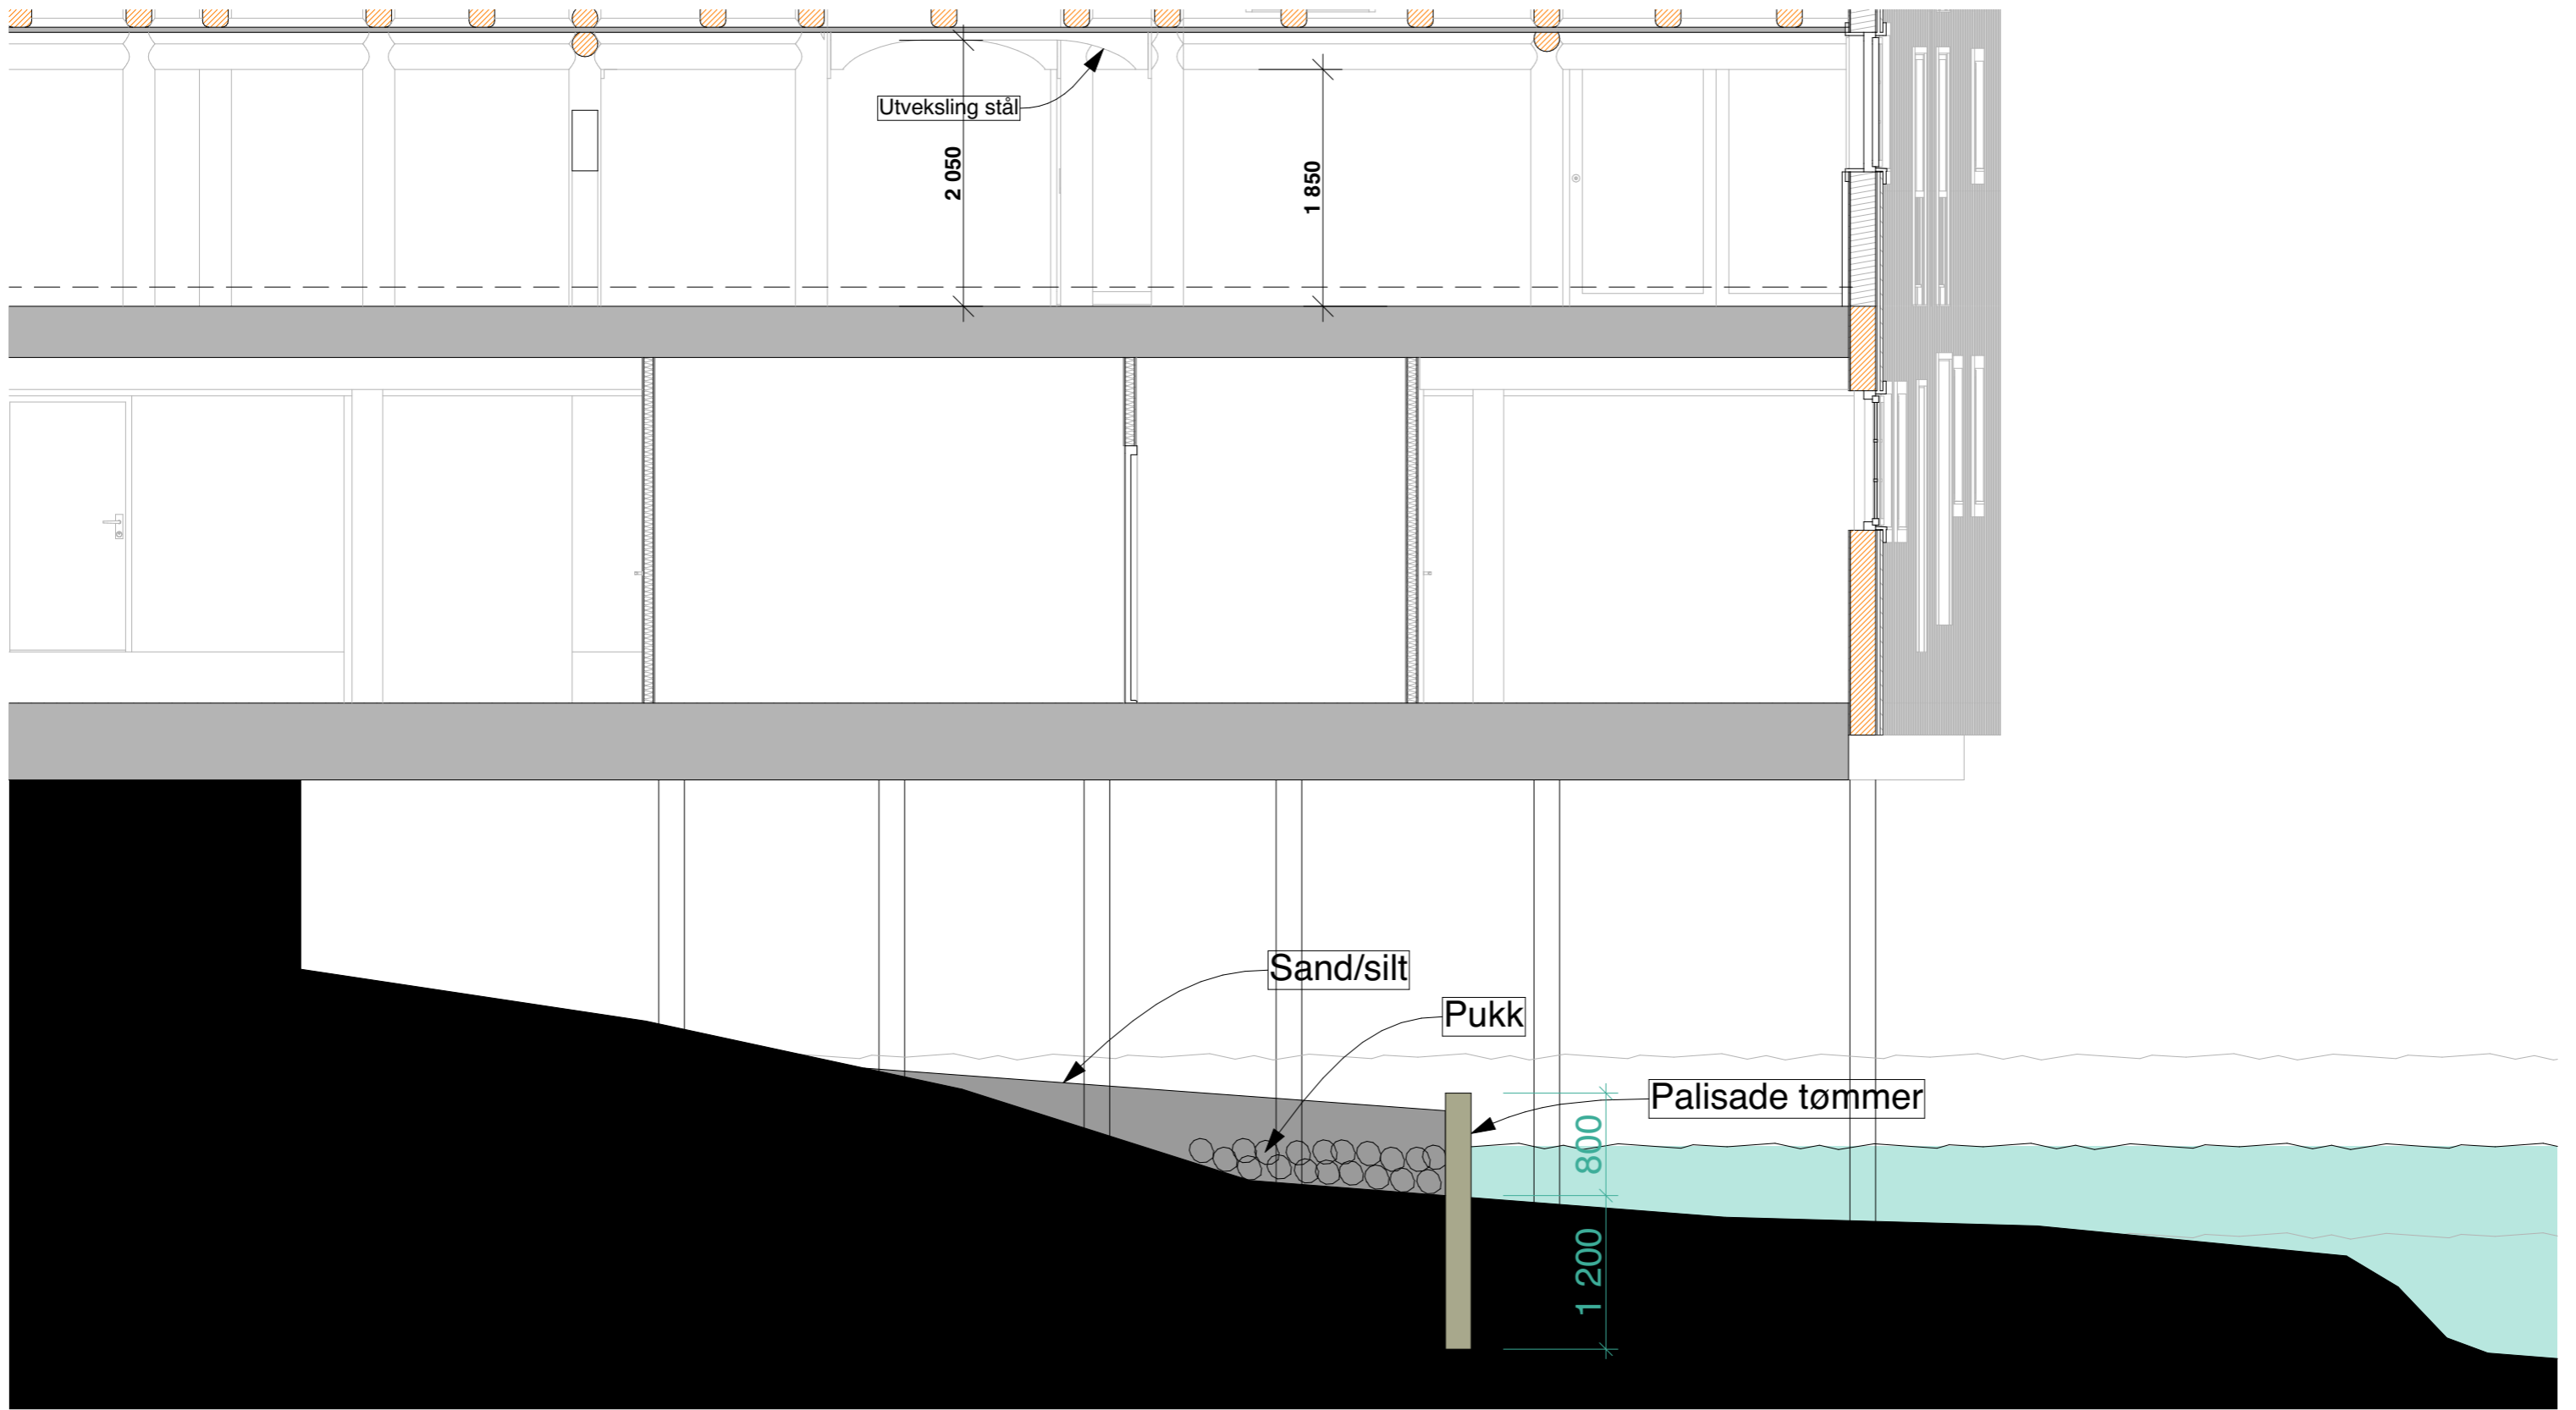 Utveksling stål
2 050
1 850
Sand/silt
Pukk
Palisade tømmer
800
1 200